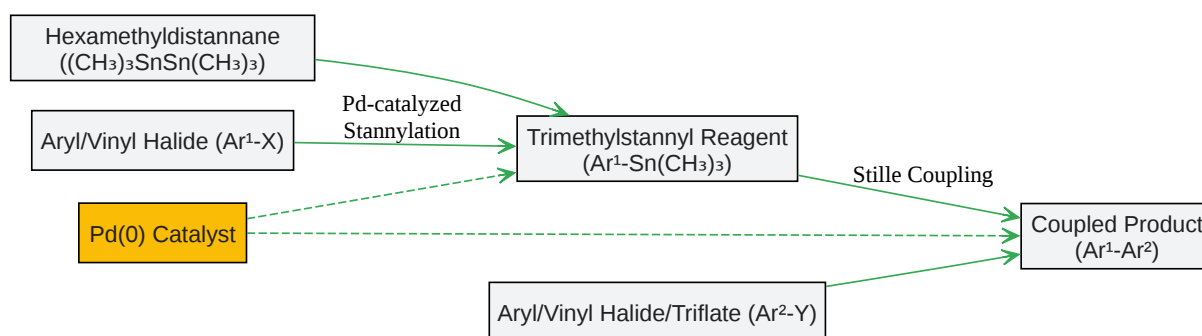 Hexamethyldistannane
((CH₃)₃SnSn(CH₃)₃)
Aryl/Vinyl Halide (Ar¹-X)
Pd-catalyzed
Stannylation
Trimethylstannyl Reagent
(Ar¹-Sn(CH₃)₃)
Pd(0) Catalyst
Stille Coupling
Coupled Product
(Ar¹-Ar²)
Aryl/Vinyl Halide/Triflate (Ar²-Y)